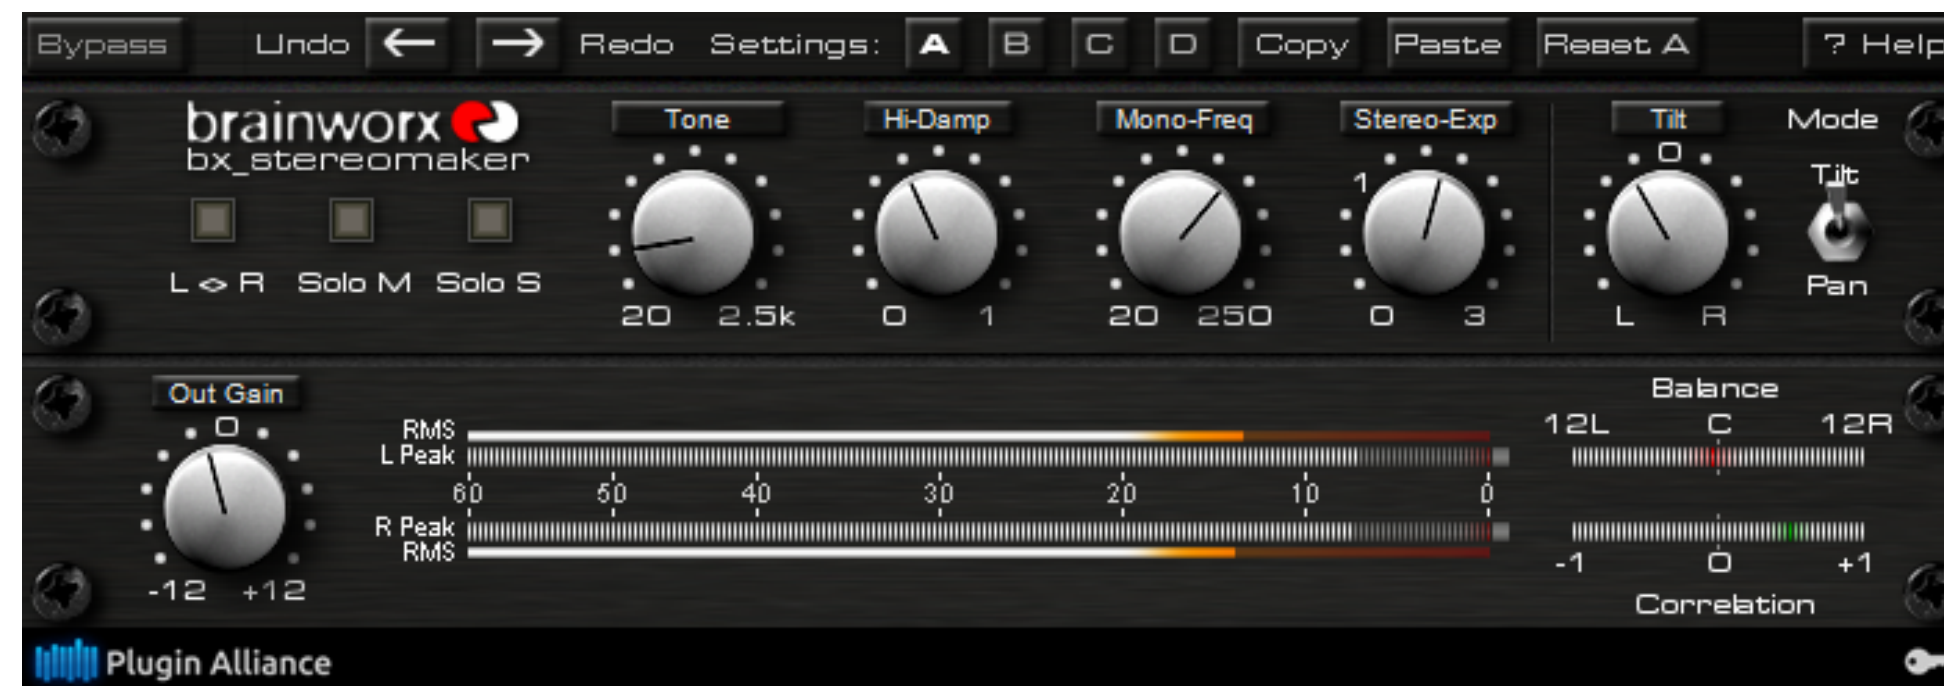 Bypass Undo ← → Redo Settings: A B C D Copy Paste Reset A ? Help
brainworx
bx_stereomaker
Tone Hi-Damp Mono-Freq Stereo-Exp Tilt Mode
0
1
Tilt
L <> R Solo M Solo S
Pan
20 2.5k 0 1 20 250 0 3 L R
Out Gain
0
-12 +12
RMS
L Peak
60 50 40 30 20 10 0
R Peak
RMS
Balance
12L C 12R
-1 0 +1
Correlation
Plugin Alliance